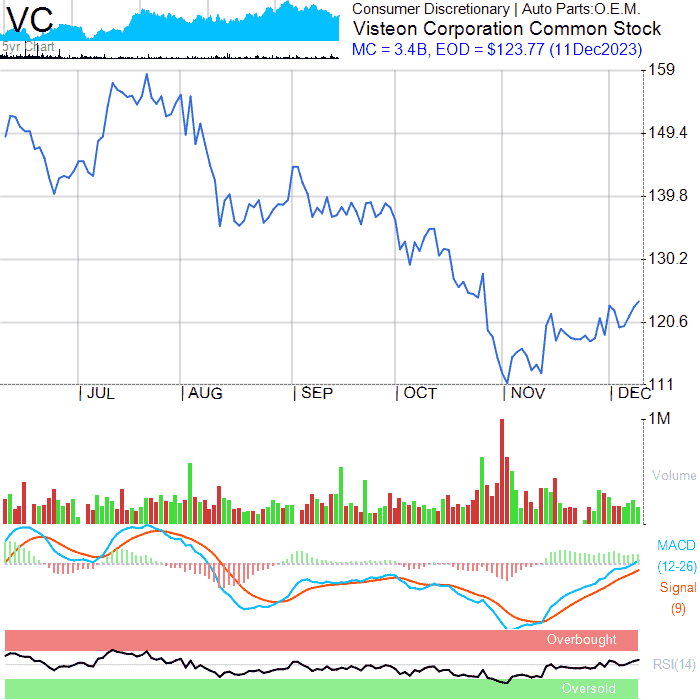 VC
5yr Chart
Consumer Discretionary | Auto Parts:O.E.M.
Visteon Corporation Common Stock
MC = 3.4B, EOD = $123.77 (11Dec2023)
159
149.4
139.8
130.2
120.6
111
JUL AUG SEP OCT NOV DEC
1M
Volume
MACD
(12-26)
Signal
(9)
Overbought
RSI(14)
Oversold